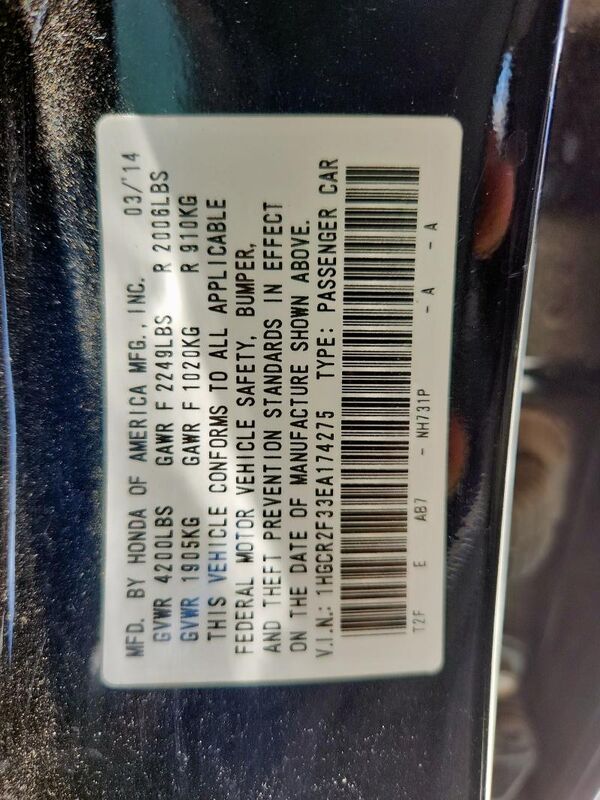 MFD. BY HONDA OF AMERICA MFG., INC. 03/'14
GVWR 4200LBS GAWR F 2249LBS R 2006LBS
GVWR 1905KG GAWR F 1020KG R 910KG
THIS VEHICLE CONFORMS TO ALL APPLICABLE
FEDERAL MOTOR VEHICLE SAFETY, BUMPER,
AND THEFT PREVENTION STANDARDS IN EFFECT
ON THE DATE OF MANUFACTURE SHOWN ABOVE.
V.I.N.: 1HGCR2F33EA174275 TYPE: PASSENGER CAR
T2F E AB7 - NH731P - A - A